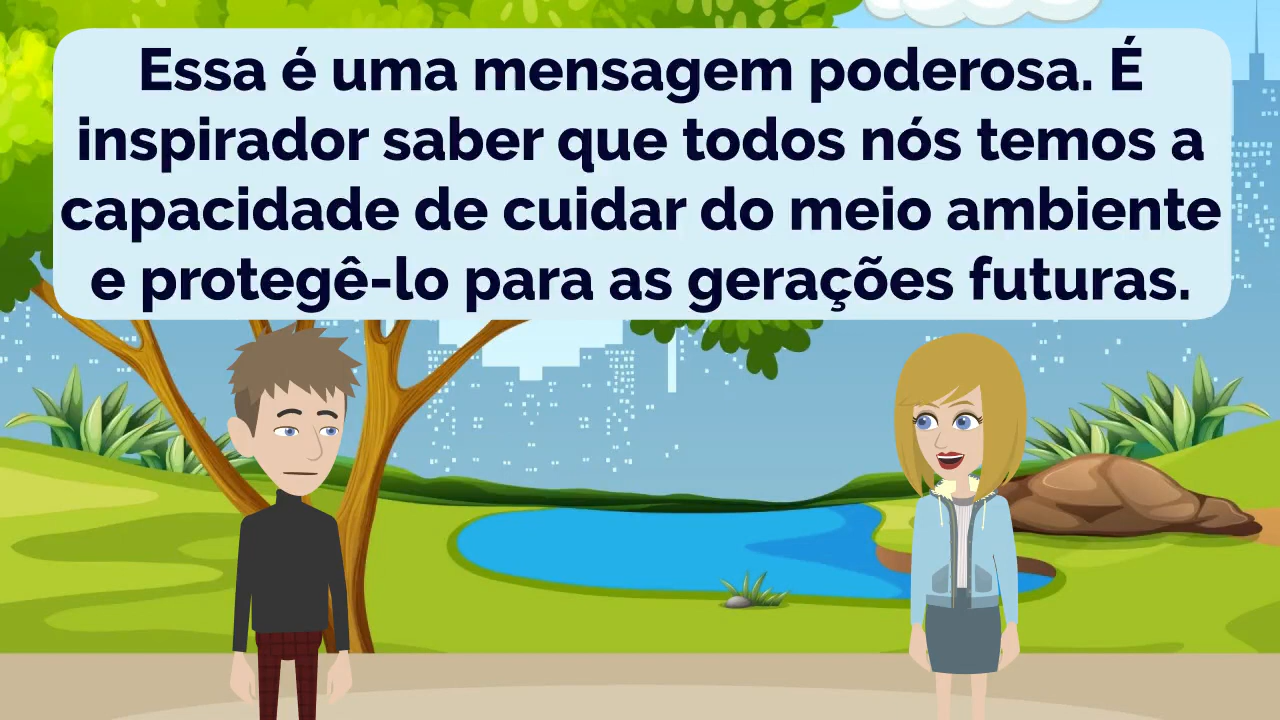 Essa é uma mensagem poderosa. É
inspirador saber que todos nós temos a
capacidade de cuidar do meio ambiente
e protegê-lo para as gerações futuras.